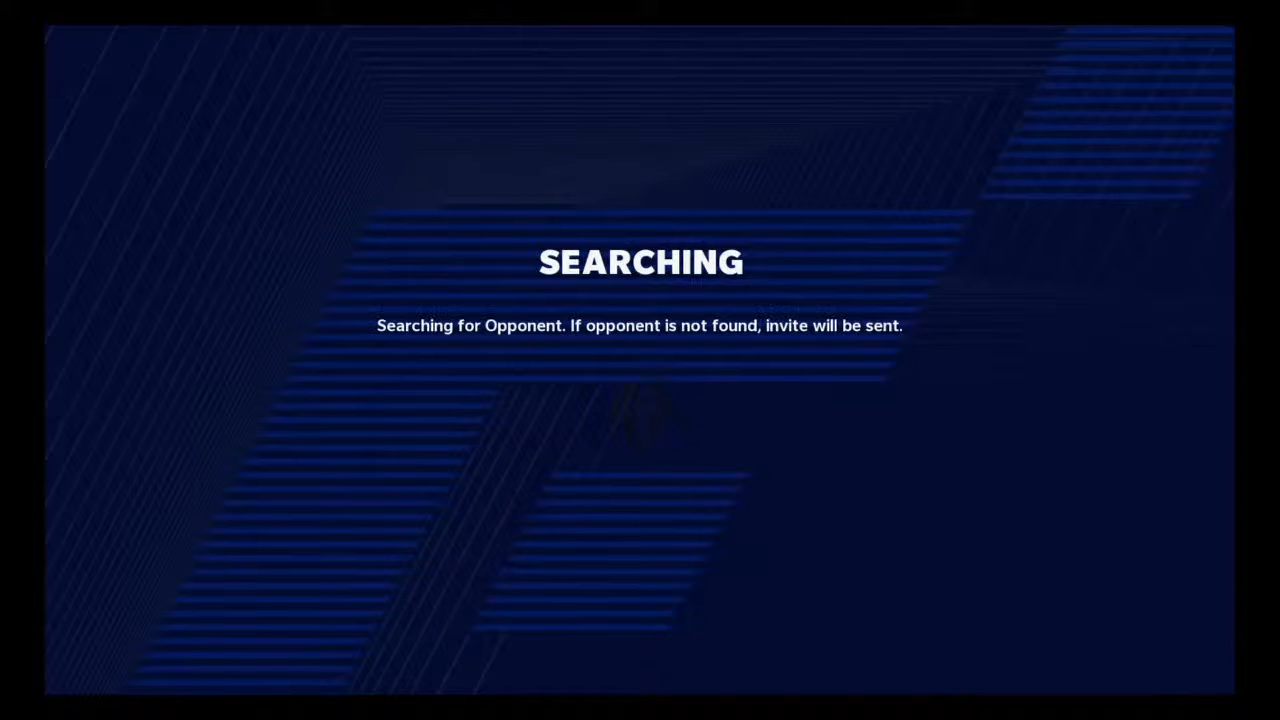 SEARCHING
Searching for Opponent. If opponent is not found, invite will be sent.